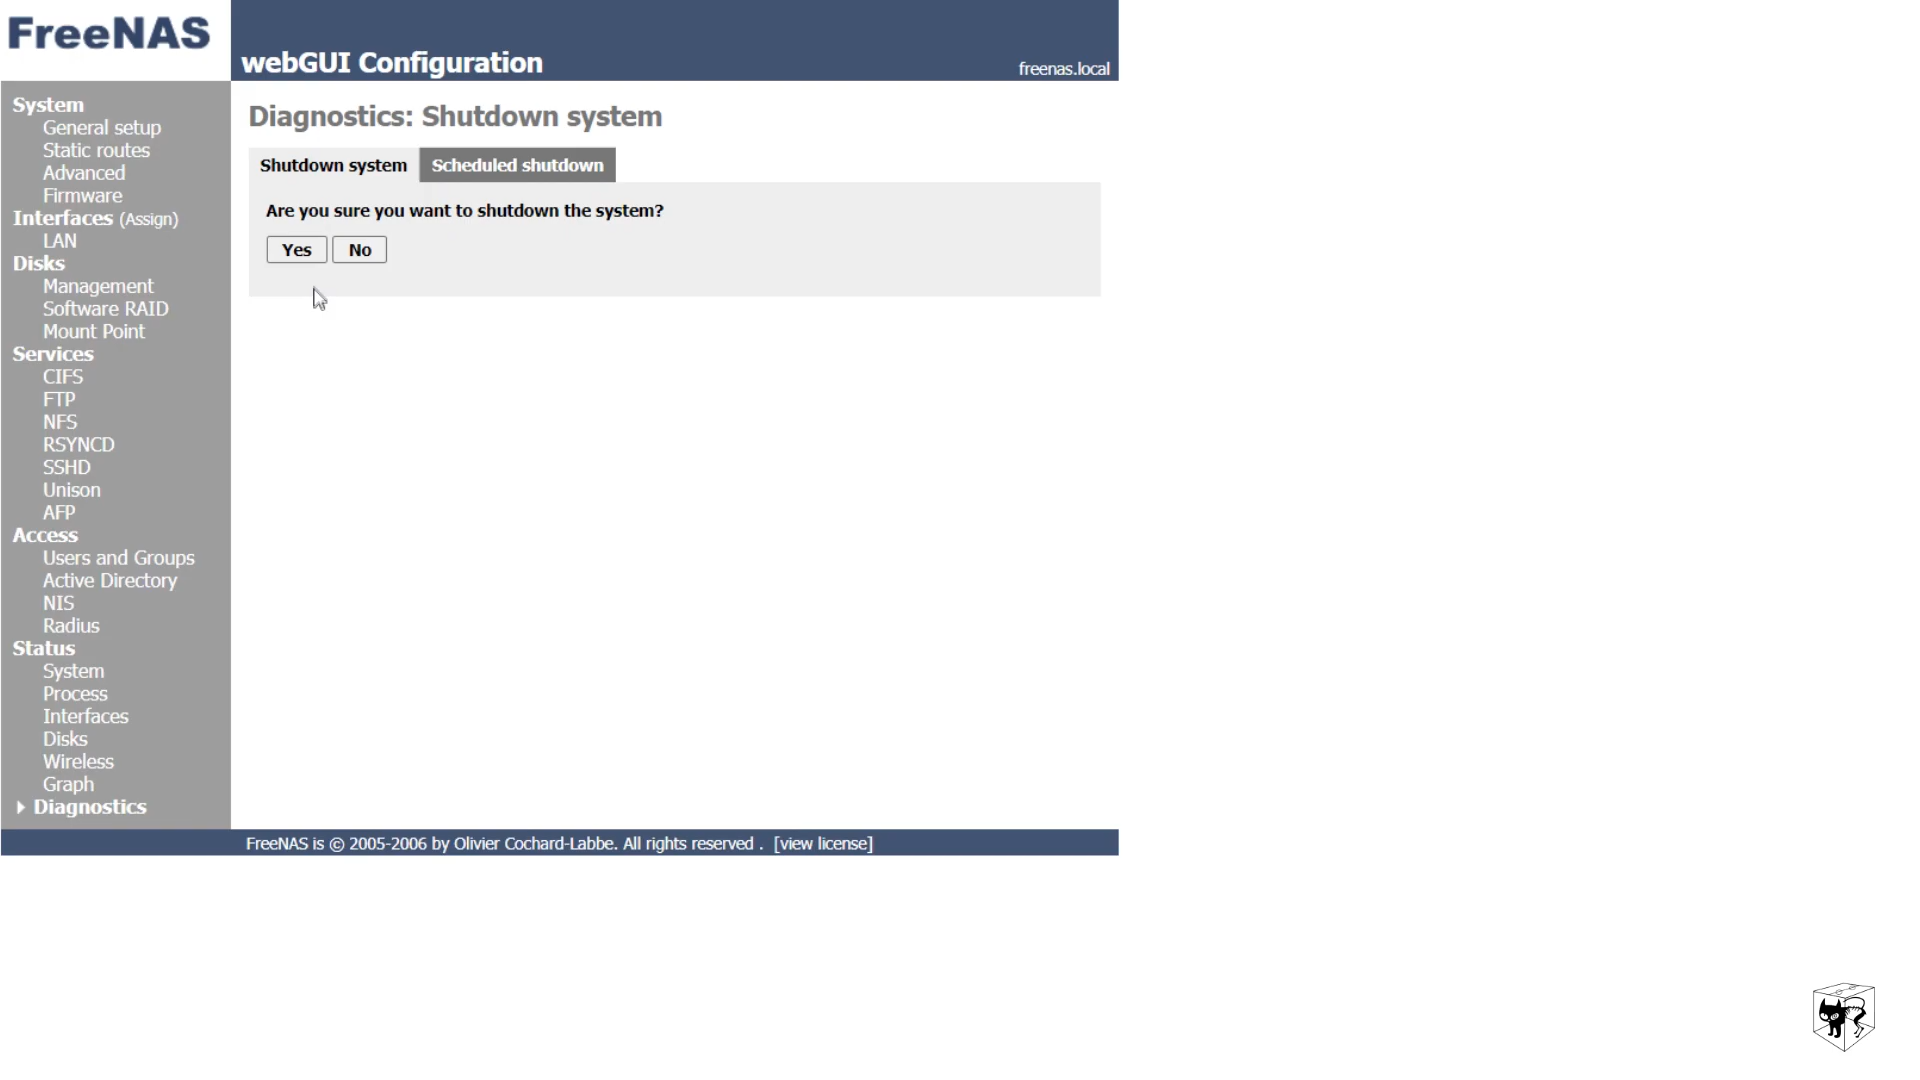 FreeNAS
webGUI Configuration
freenas.local
System
General setup
Static routes
Advanced
Firmware
Interfaces (Assign)
LAN
Disks
Management
Software RAID
Mount Point
Services
CIFS
FTP
NFS
RSYNCD
SSHD
Unison
AFP
Access
Users and Groups
Active Directory
NIS
Radius
Status
System
Process
Interfaces
Disks
Wireless
Graph
Diagnostics
Diagnostics: Shutdown system
Shutdown system Scheduled shutdown
Are you sure you want to shutdown the system?
Yes No
FreeNAS is © 2005-2006 by Olivier Cochard-Labbe. All rights reserved . [view license]